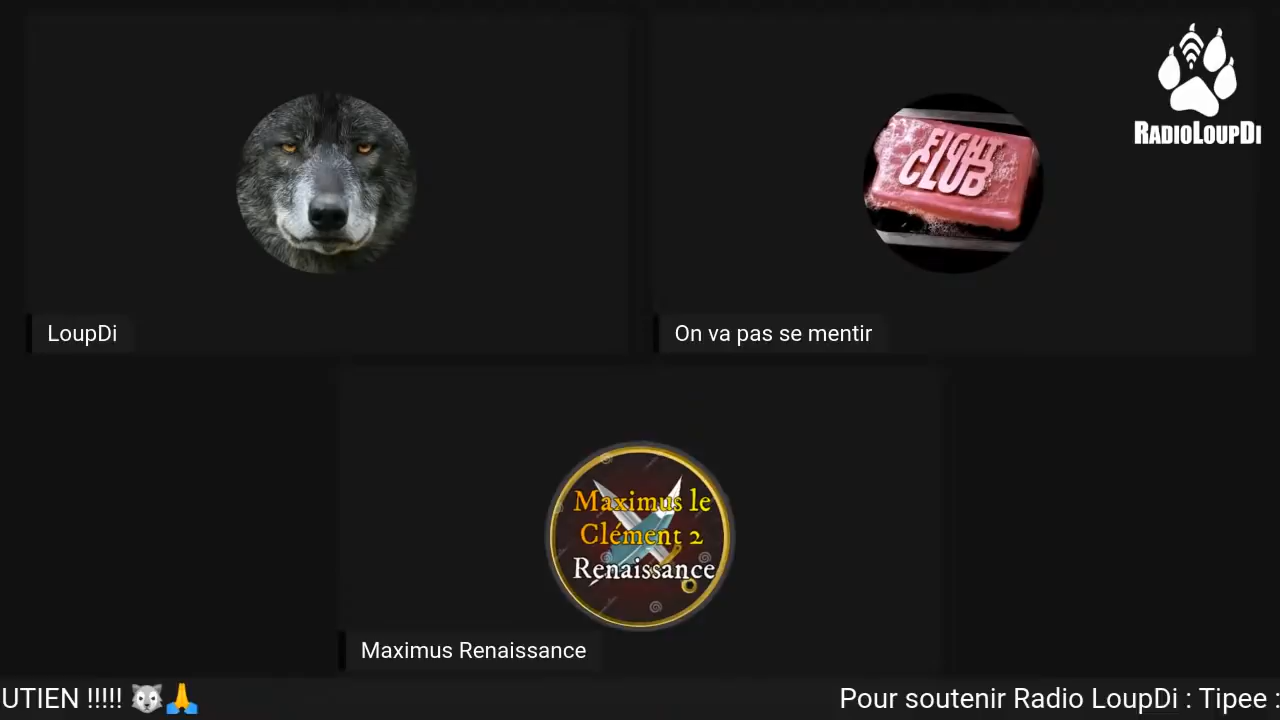 RADIOLOUPDI
FIGHT
CLUB
LoupDi
On va pas se mentir
Maximus le
Clément 2
Renaissance
Maximus Renaissance
UTIEN !!!!! 🐺🙏
Pour soutenir Radio LoupDi : Tipee :